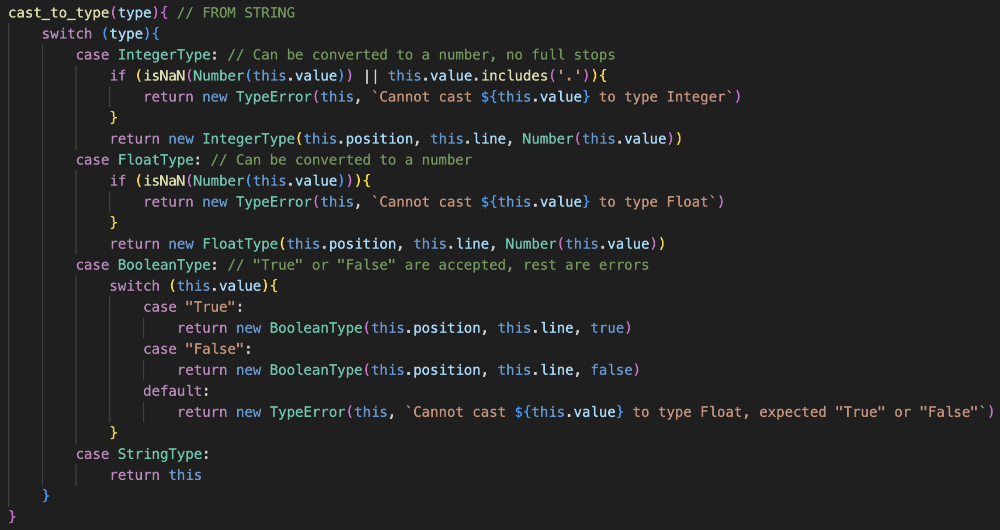 cast_to_type(type){ // FROM STRING
    switch (type){
        case IntegerType: // Can be converted to a number, no full stops
            if (isNaN(Number(this.value)) || this.value.includes('.')){
                return new TypeError(this, `Cannot cast ${this.value} to type Integer`)
            }
            return new IntegerType(this.position, this.line, Number(this.value))
        case FloatType: // Can be converted to a number
            if (isNaN(Number(this.value))){
                return new TypeError(this, `Cannot cast ${this.value} to type Float`)
            }
            return new FloatType(this.position, this.line, Number(this.value))
        case BooleanType: // "True" or "False" are accepted, rest are errors
            switch (this.value){
                case "True":
                    return new BooleanType(this.position, this.line, true)
                case "False":
                    return new BooleanType(this.position, this.line, false)
                default:
                    return new TypeError(this, `Cannot cast ${this.value} to type Float, expected "True" or "False"`)
            }
        case StringType:
            return this
    }
}